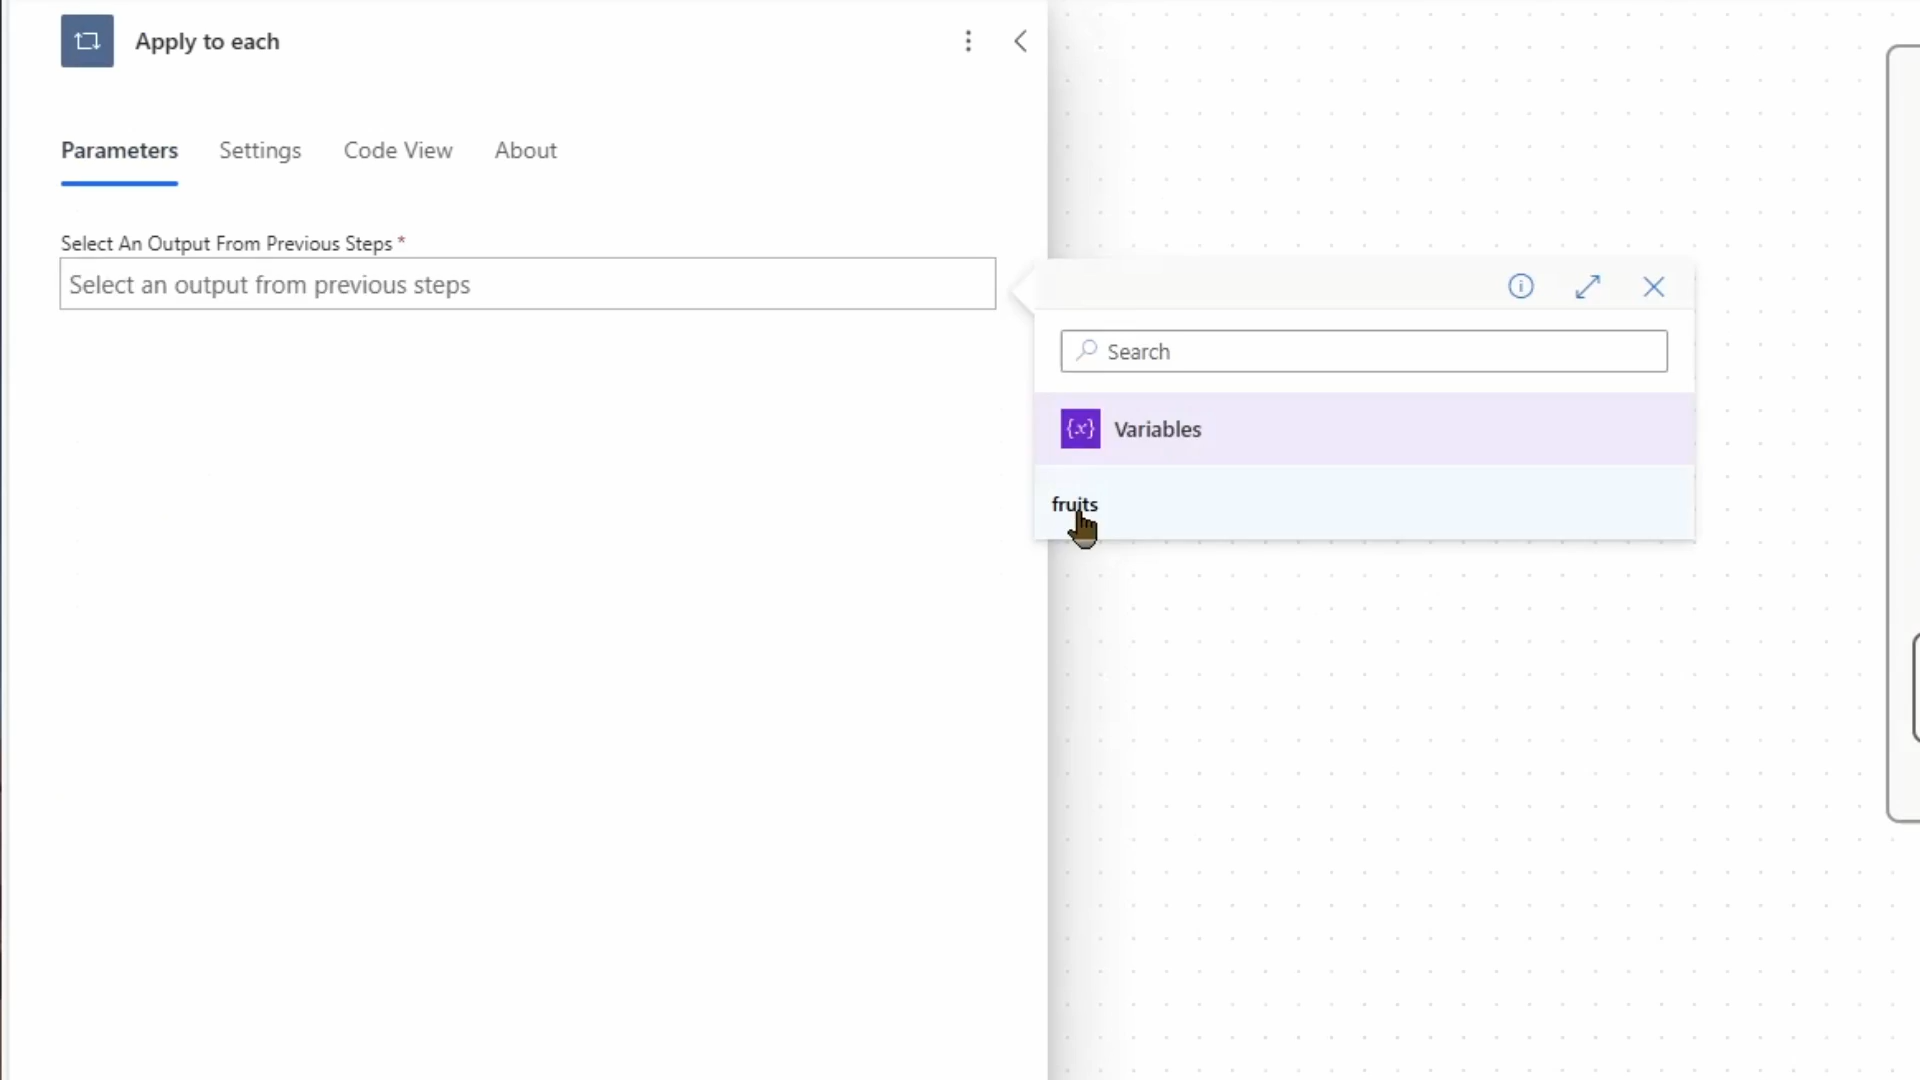 Apply to each
Parameters Settings Code View About
Select An Output From Previous Steps *
Select an output from previous steps
Search
{x} Variables
fruits